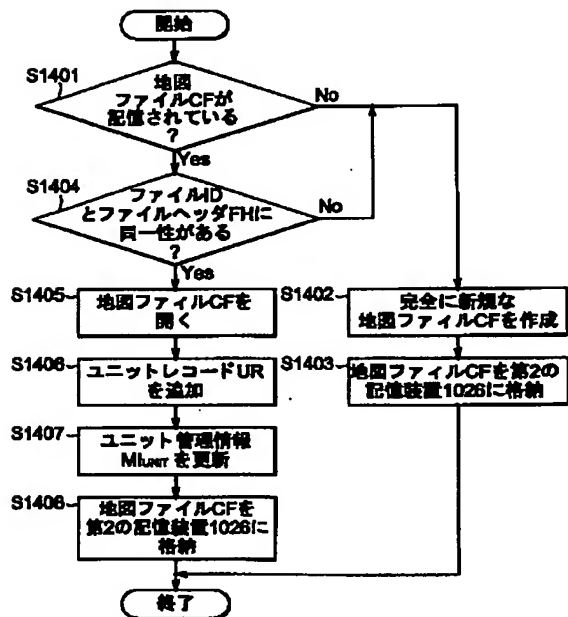 開始
S1401
地図
ファイルCFが
記憶されている
?
No
Yes
S1404
ファイルID
とファイルヘッダFHに
同一性がある
?
No
Yes
S1405
地図ファイルCFを
開く
S1402
完全に新規な
地図ファイルCFを作成
S1406
ユニットレコードUR
を追加
S1403
地図ファイルCFを第2の
記憶装置1026に格納
S1407
ユニット管理情報
MIUNITを更新
S1408
地図ファイルCFを
第2の記憶装置1026に
格納
終了